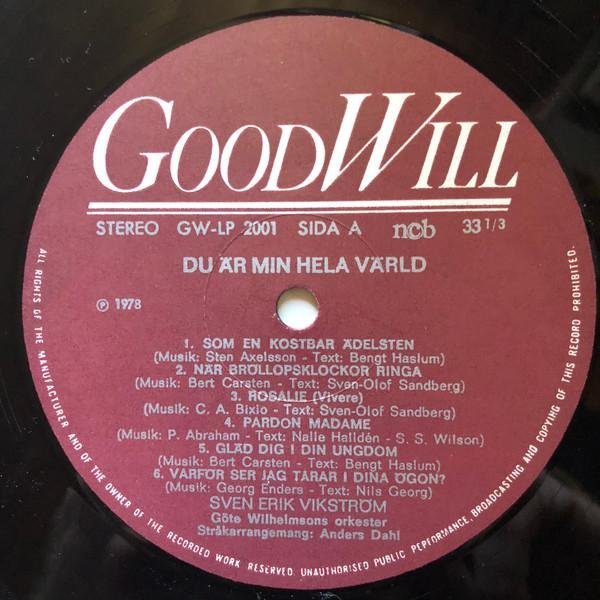 GOODWILL
STEREO GW-LP 2001 SIDA A ncb 33 1/3
DU ÄR MIN HELA VÄRLD
Ⓟ 1978
1. SOM EN KOSTBAR ÄDELSTEN
(Musik: Sten Axelsson - Text: Bengt Haslum)
2. NÄR BRÖLLOPSKLOCKOR RINGA
(Musik: Bert Carsten - Text: Sven-Olof Sandberg)
3. ROSALIE (Vivere)
(Musik: C. A. Bixio - Text: Sven-Olof Sandberg)
4. PARDON MADAME
(Musik: P. Abraham - Text: Nalle Halldén - S. S. Wilson)
5. GLÄD DIG I DIN UNGDOM
(Musik: Bert Carsten - Text: Bengt Haslum)
6. VARFÖR SER JAG TÅRAR I DINA ÖGON?
(Musik: Georg Enders - Text: Nils Georg)
SVEN ERIK VIKSTRÖM
Göte Wilhelmsons orkester
Stråkarrangemang: Anders Dahl
ALL RIGHTS OF THE MANUFACTURER AND OF THE OWNER OF THE RECORDED WORK RESERVED. UNAUTHORISED PUBLIC PERFORMANCE, BROADCASTING AND COPYING OF THIS RECORD PROHIBITED.